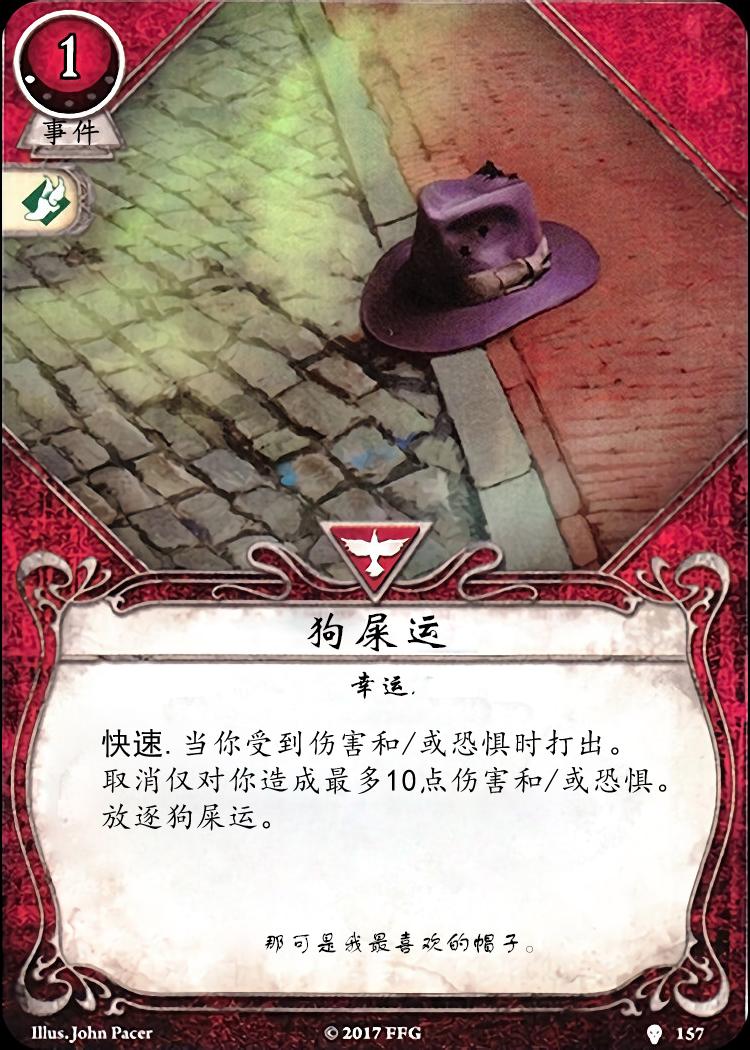 1
事件
狗屎运
幸运.
快速. 当你受到伤害和/或恐惧时打出。
取消仅对你造成最多10点伤害和/或恐惧。
放逐狗屎运。
那可是我最喜欢的帽子。
Illus. John Pacer
© 2017 FFG
157